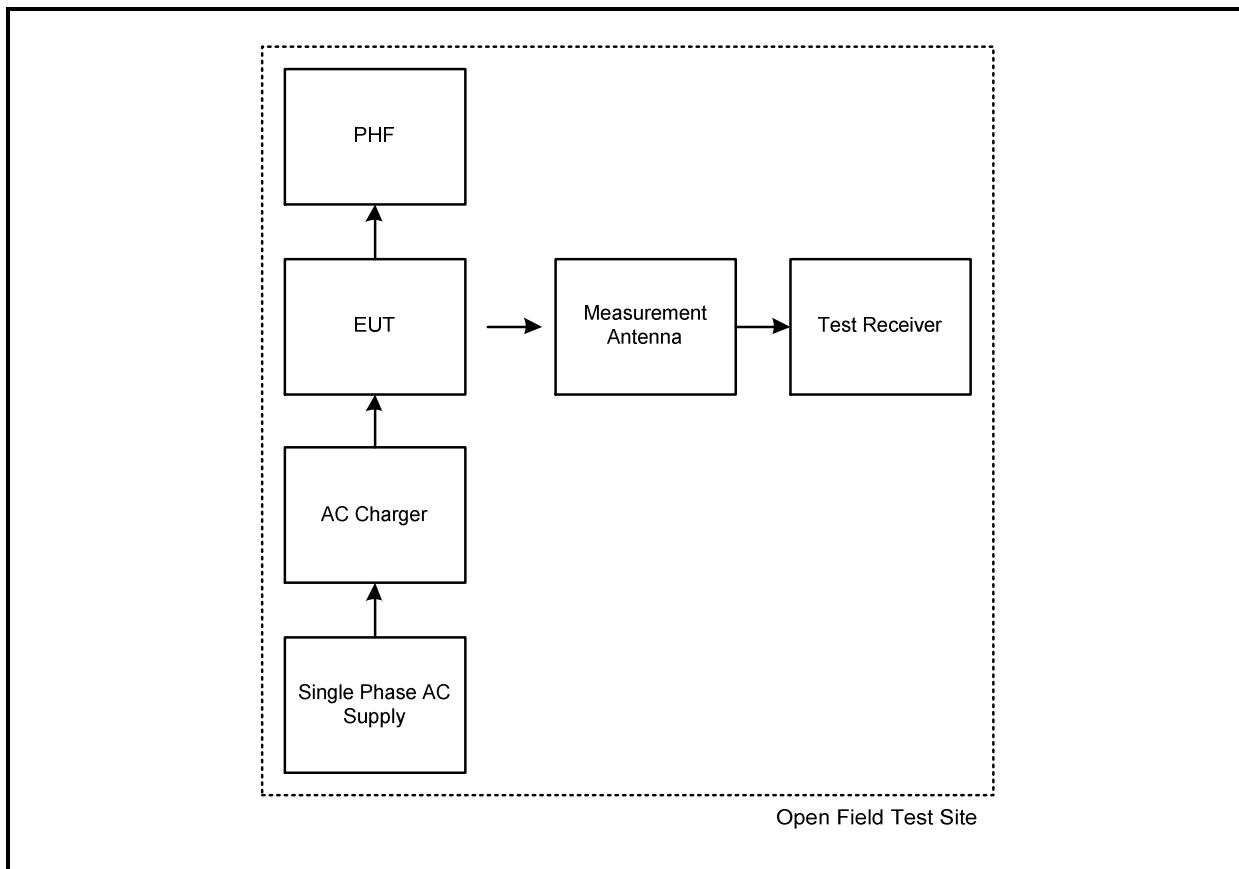 PHF
EUT
Measurement
Antenna
Test Receiver
AC Charger
Single Phase AC
Supply
Open Field Test Site